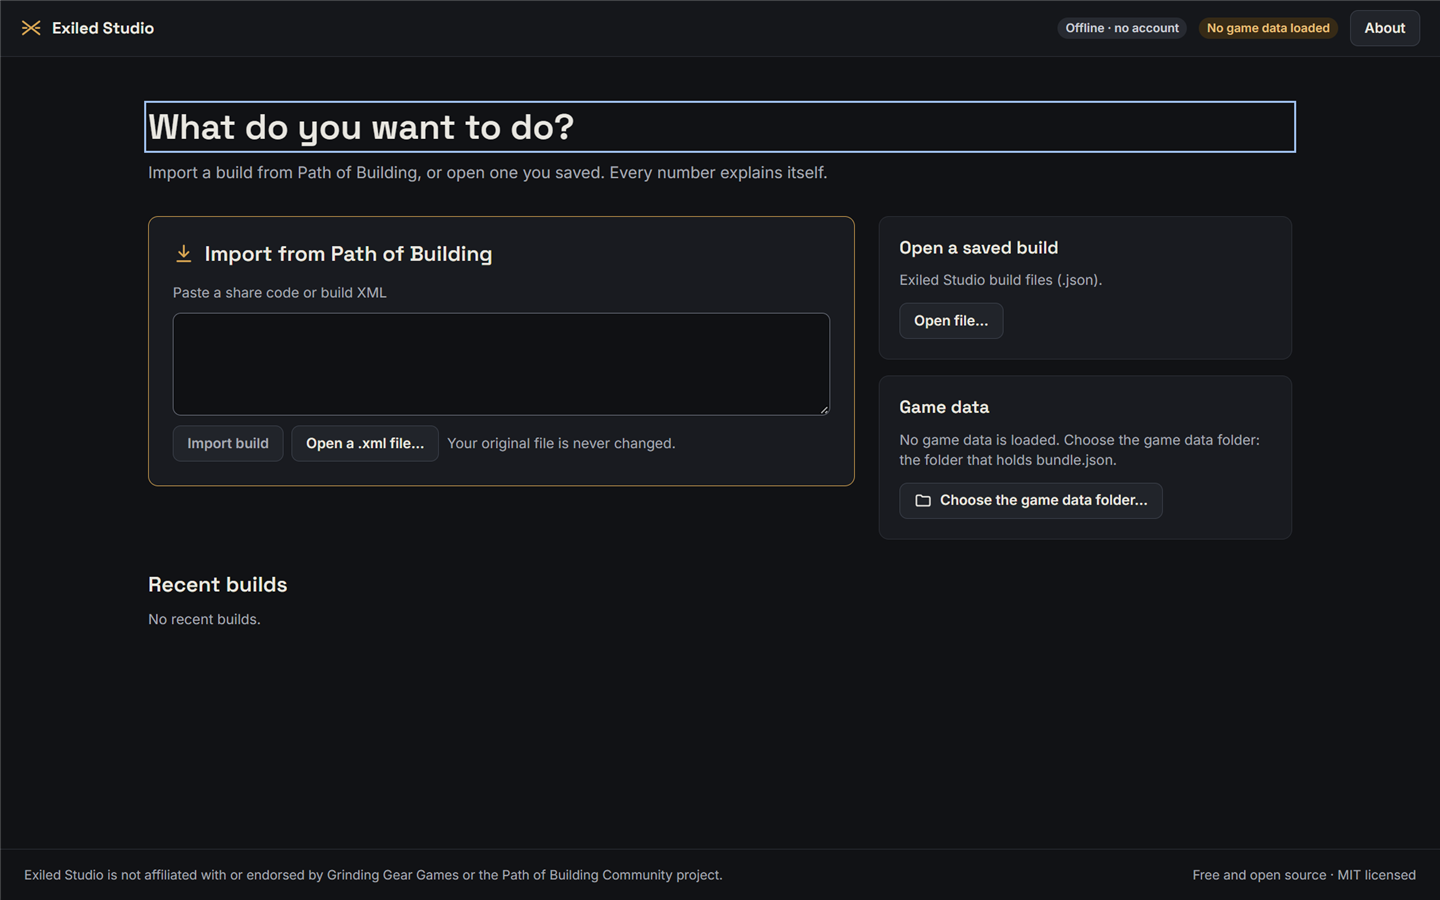 Exiled Studio
Offline · no account
No game data loaded
About
What do you want to do?
Import a build from Path of Building, or open one you saved. Every number explains itself.
Import from Path of Building
Paste a share code or build XML
Import build
Open a .xml file...
Your original file is never changed.
Open a saved build
Exiled Studio build files (.json).
Open file...
Game data
No game data is loaded. Choose the game data folder:
the folder that holds bundle.json.
Choose the game data folder...
Recent builds
No recent builds.
Exiled Studio is not affiliated with or endorsed by Grinding Gear Games or the Path of Building Community project.
Free and open source · MIT licensed